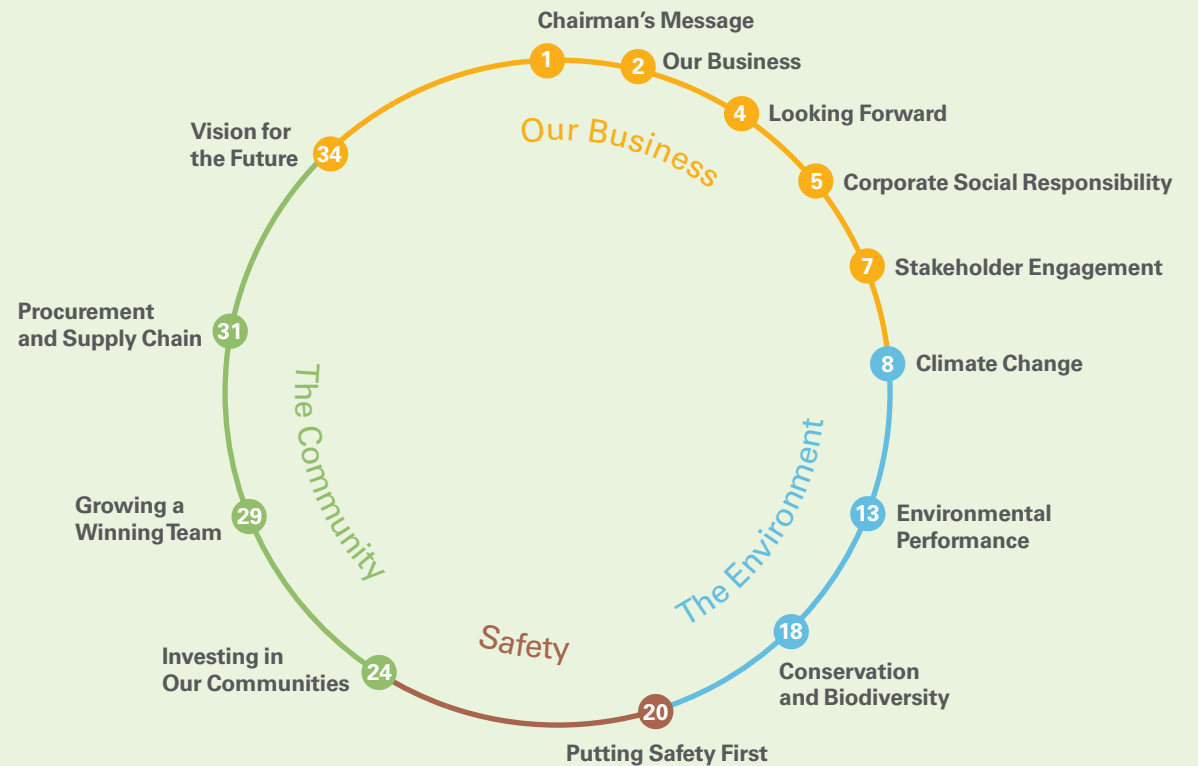 Chairman's Message
1
2
Our Business
4
Looking Forward
5
Corporate Social Responsibility
7
Stakeholder Engagement
8
Climate Change
13
Environmental
Performance
18
Conservation
and Biodiversity
20
Putting Safety First
24
Investing in
Our Communities
29
Growing a
Winning Team
31
Procurement
and Supply Chain
34
Vision for
the Future
Our Business
The Environment
Safety
The Community